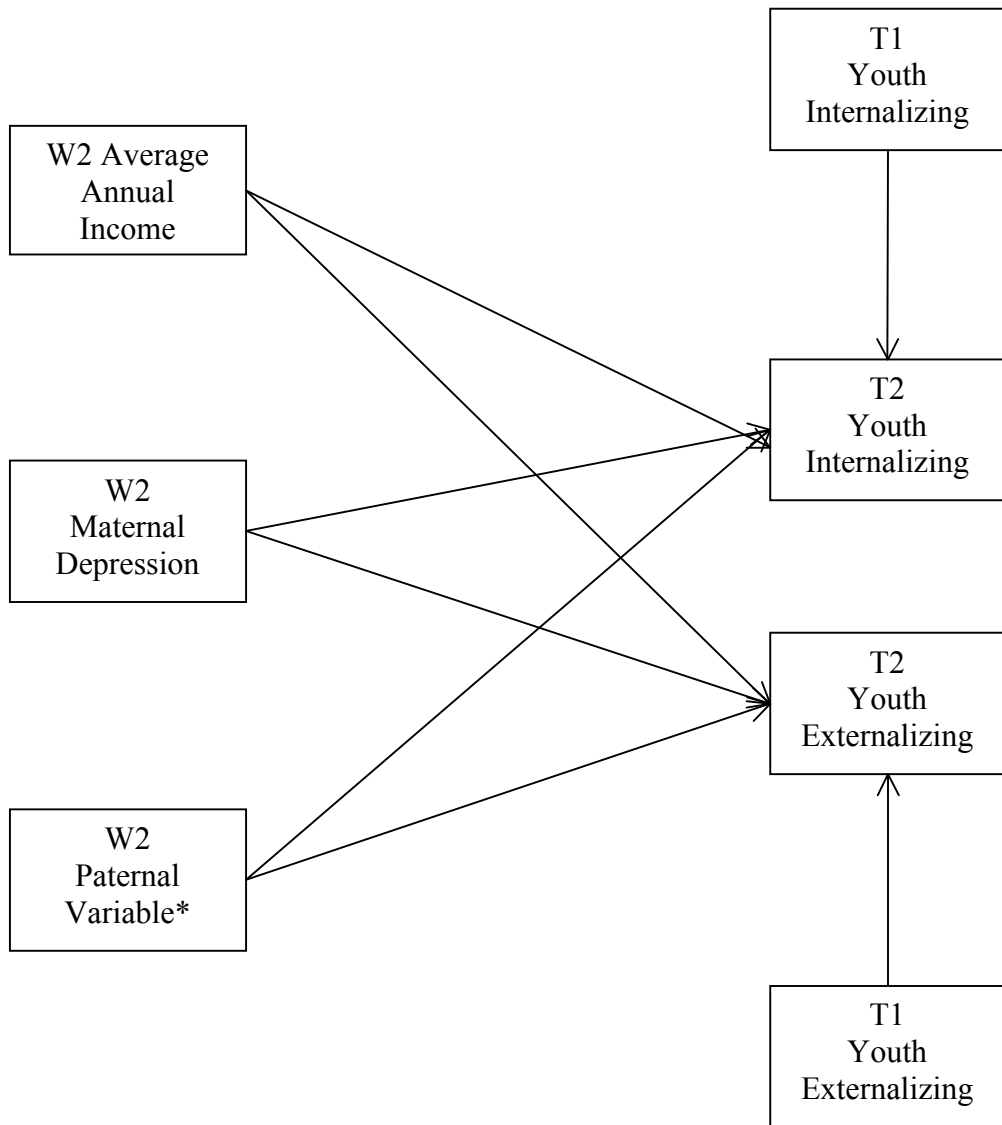 T1
Youth
Internalizing
W2 Average
Annual
Income
T2
Youth
Internalizing
W2
Maternal
Depression
T2
Youth
Externalizing
W2
Paternal
Variable*
T1
Youth
Externalizing